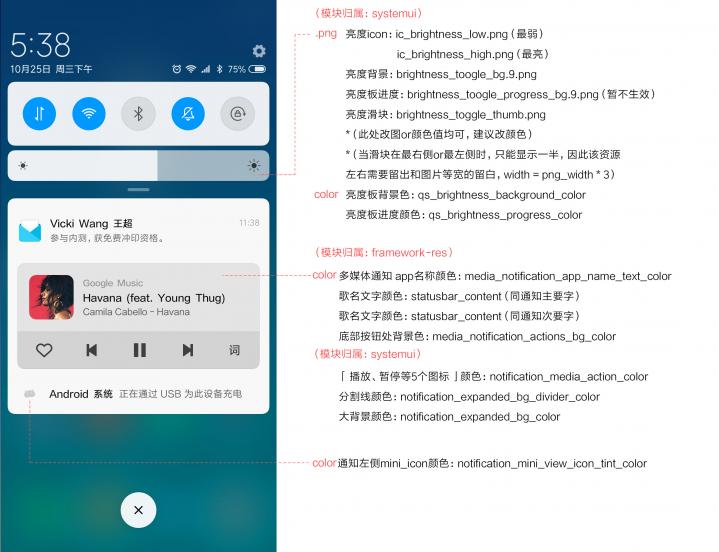 5:38
10月25日 周三下午
75%
Vicki Wang 王超
11:38
参与内测，获免费冲印资格。
Google Music
Havana (feat. Young Thug)
Camila Cabello - Havana
词
Android 系统 正在通过 USB 为此设备充电
（模块归属：systemui）
.png 亮度icon：ic_brightness_low.png（最弱）
ic_brightness_high.png（最亮）
亮度背景：brightness_toogle_bg.9.png
亮度板进度：brightness_toogle_progress_bg.9.png（暂不生效）
亮度滑块：brightness_toggle_thumb.png
*（此处改图or颜色值均可，建议改颜色）
*（当滑块在最右侧or最左侧时，只能显示一半，因此该资源
左右需要留出和图片等宽的留白，width = png_width * 3）
color 亮度板背景色：qs_brightness_background_color
亮度板进度颜色：qs_brightness_progress_color
（模块归属：framework-res）
color 多媒体通知 app名称颜色：media_notification_app_name_text_color
歌名文字颜色：statusbar_content（同通知主要字）
歌名文字颜色：statusbar_content（同通知次要字）
底部按钮处背景色：media_notification_actions_bg_color
（模块归属：systemui）
「 播放、暂停等5个图标 」颜色：notification_media_action_color
分割线颜色：notification_expanded_bg_divider_color
大背景颜色：notification_expanded_bg_color
color 通知左侧mini_icon颜色：notification_mini_view_icon_tint_color